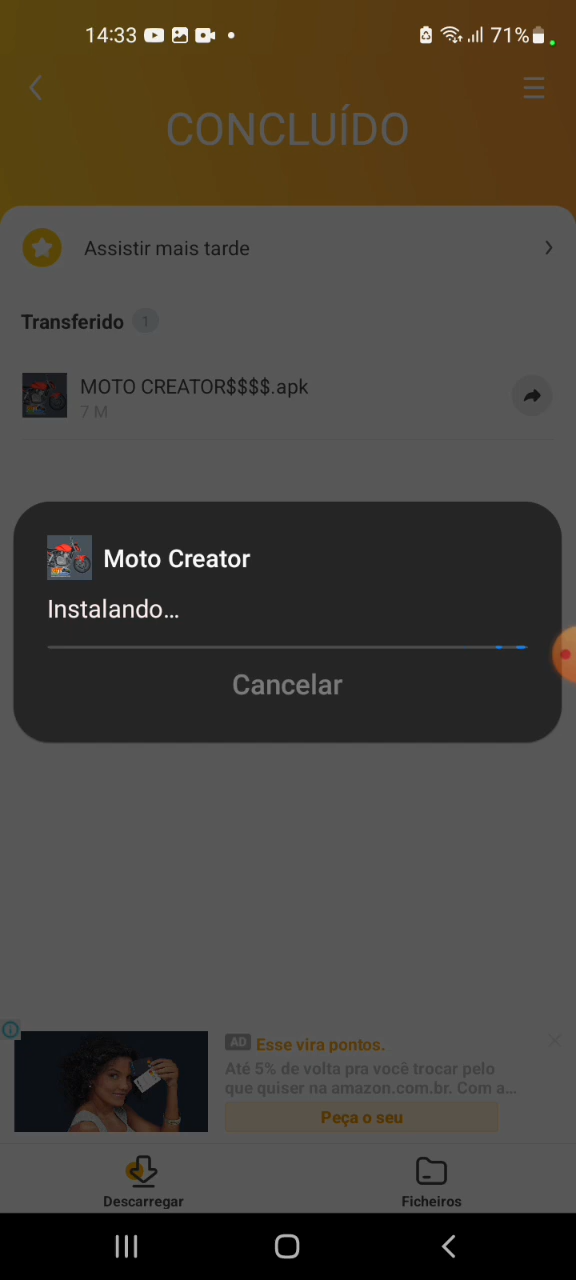 14:33
71%
CONCLUÍDO
Assistir mais tarde
Transferido 1
MOTO CREATOR$$$$.apk
7 M
Moto Creator
Instalando...
Cancelar
AD Esse vira pontos.
Até 5% de volta pra você trocar pelo
que quiser na amazon.com.br. Com a...
Peça o seu
Descarregar
Ficheiros